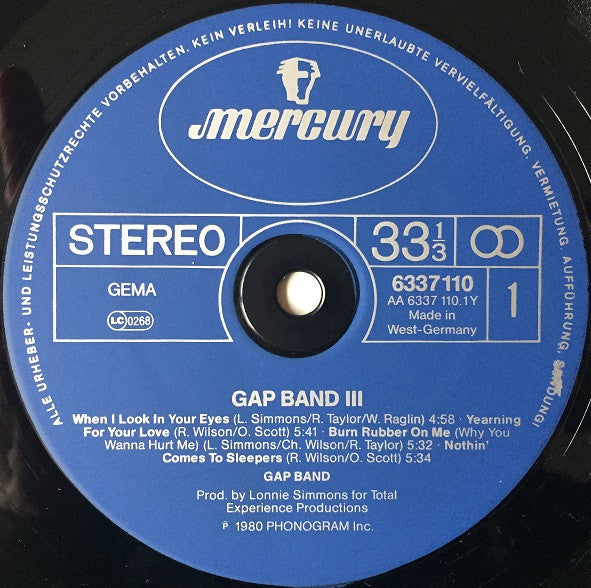 ALLE URHEBER- UND LEISTUNGSSCHUTZRECHTE VORBEHALTEN. KEIN VERLEIH! KEINE UNERLAUBTE VERVIELFÄLTIGUNG, VERMIETUNG, AUFFÜHRUNG,
mercury
STEREO
33 1/3
GEMA
LC 0268
6337110
AA 6337 110.1Y
Made in
West-Germany
1
GAP BAND III
When I Look In Your Eyes (L. Simmons/R. Taylor/W. Raglin) 4:58 · Yearning
For Your Love (R. Wilson/O. Scott) 5:41 · Burn Rubber On Me (Why You
Wanna Hurt Me) (L. Simmons/Ch. Wilson/R. Taylor) 5:32 · Nothin'
Comes To Sleepers (R. Wilson/O. Scott) 5:34
GAP BAND
Prod. by Lonnie Simmons for Total
Experience Productions
℗ 1980 PHONOGRAM Inc.